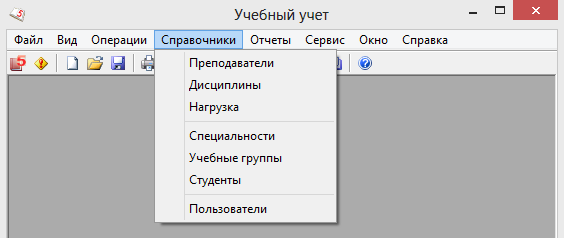 Учебный учет
Файл Вид Операции Справочники Отчеты Сервис Окно Справка
Преподаватели
Дисциплины
Нагрузка
Специальности
Учебные группы
Студенты
Пользователи